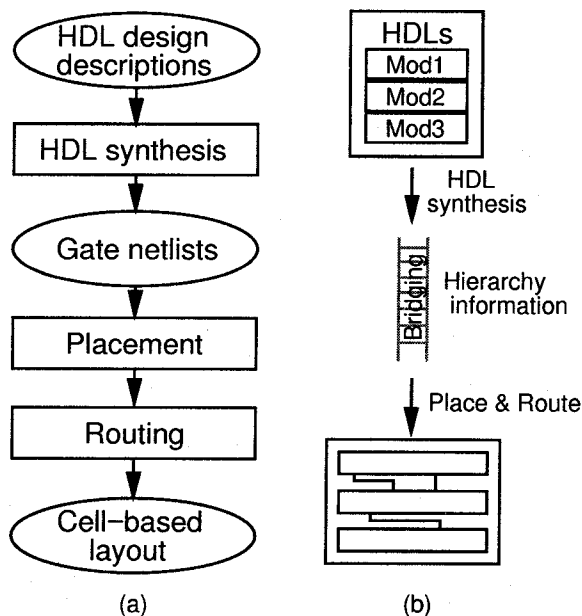 HDL design
descriptions
HDL synthesis
Gate netlists
Placement
Routing
Cell-based
layout
(a)
HDLs
Mod1
Mod2
Mod3
HDL
synthesis
Bridging
Hierarchy
information
Place & Route
(b)